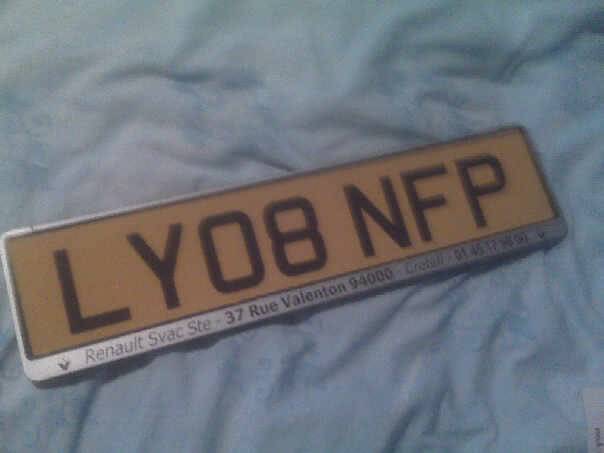 LY08 NFP
Renault Svac Ste - 37 Rue Valenton 94000 - Créteil -